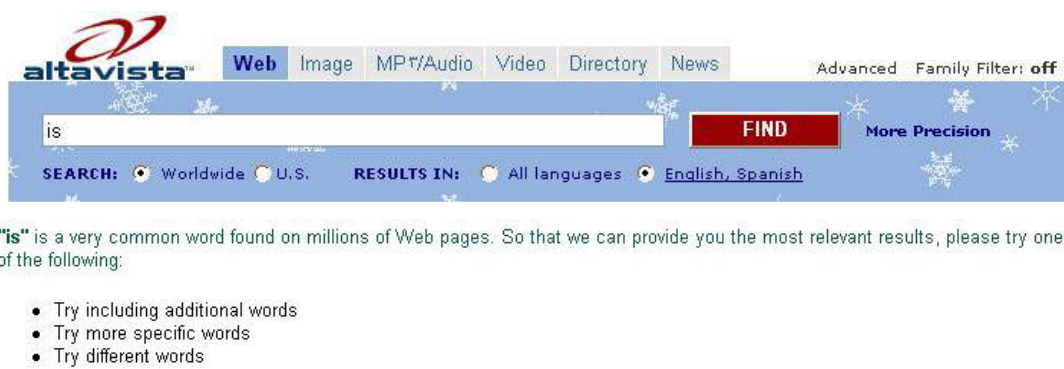 altavista™ Web Image MP3/Audio Video Directory News Advanced Family Filter: off
is FIND More Precision
SEARCH: Worldwide U.S. RESULTS IN: All languages English, Spanish
"is" is a very common word found on millions of Web pages. So that we can provide you the most relevant results, please try one
of the following:
• Try including additional words
• Try more specific words
• Try different words